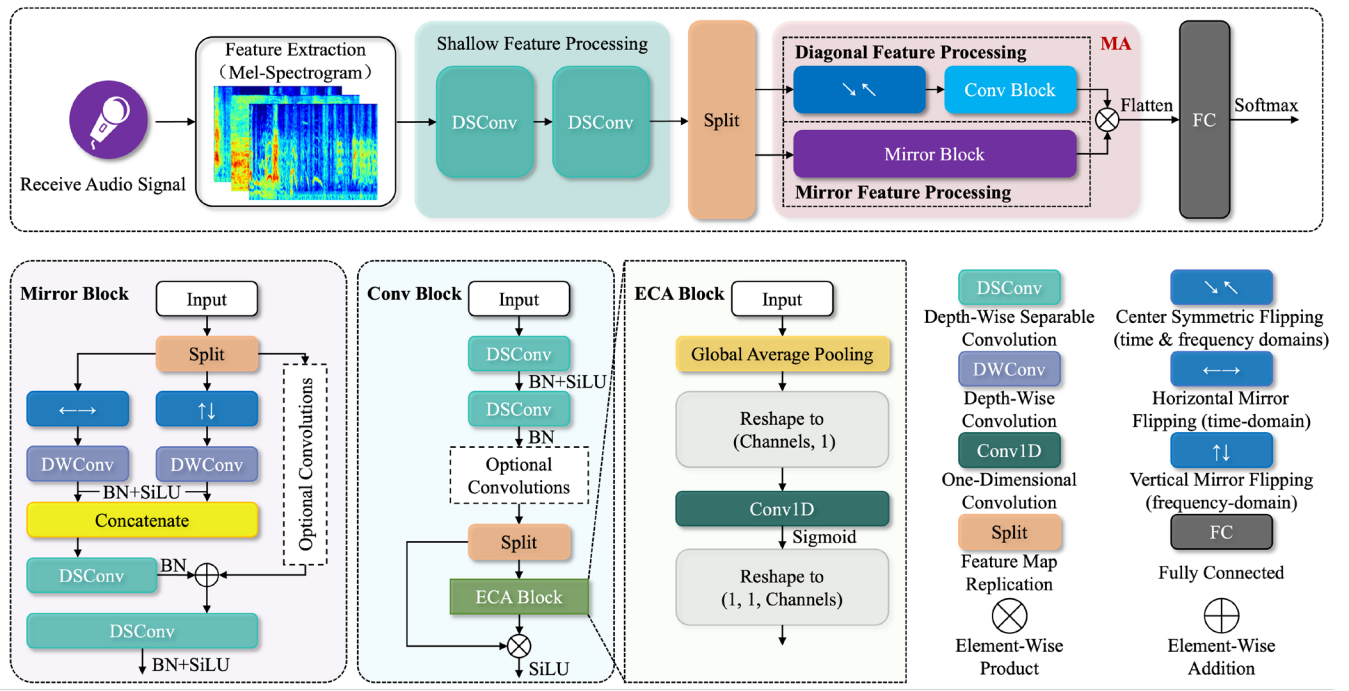 Receive Audio Signal
Feature Extraction
（Mel-Spectrogram）
Shallow Feature Processing
DSConv
DSConv
Split
MA
Diagonal Feature Processing
↘↖
Conv Block
Mirror Block
Mirror Feature Processing
Flatten
FC
Softmax
Mirror Block
Input
Split
←→
↑↓
DWConv
DWConv
BN+SiLU
Concatenate
DSConv
BN
Optional Convolutions
DSConv
BN+SiLU
Conv Block
Input
DSConv
BN+SiLU
DSConv
BN
Optional
Convolutions
Split
ECA Block
SiLU
ECA Block
Input
Global Average Pooling
Reshape to
(Channels, 1)
Conv1D
Sigmoid
Reshape to
(1, 1, Channels)
DSConv
Depth-Wise Separable
Convolution
DWConv
Depth-Wise
Convolution
Conv1D
One-Dimensional
Convolution
Split
Feature Map
Replication
Element-Wise
Product
↘↖
Center Symmetric Flipping
(time & frequency domains)
←→
Horizontal Mirror
Flipping (time-domain)
↑↓
Vertical Mirror Flipping
(frequency-domain)
FC
Fully Connected
Element-Wise
Addition